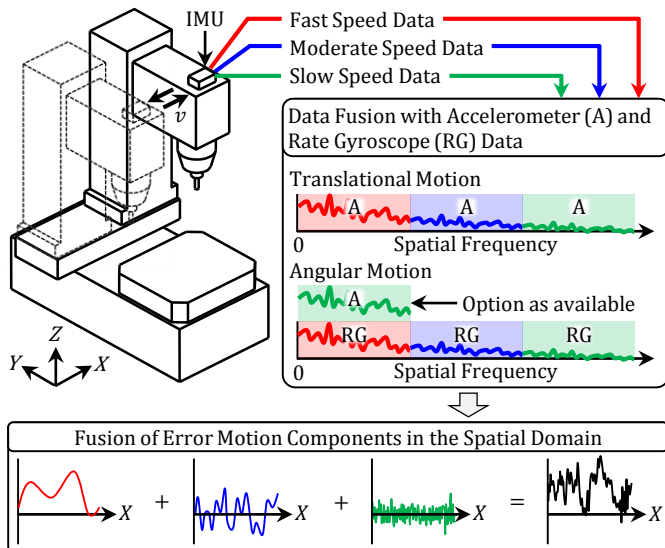 IMU
Fast Speed Data
Moderate Speed Data
Slow Speed Data
v
Data Fusion with Accelerometer (A) and
Rate Gyroscope (RG) Data
Translational Motion
A A A
0 Spatial Frequency
Angular Motion
A Option as available
RG RG RG
0 Spatial Frequency
Z
Y X
Fusion of Error Motion Components in the Spatial Domain
X + X + X = X